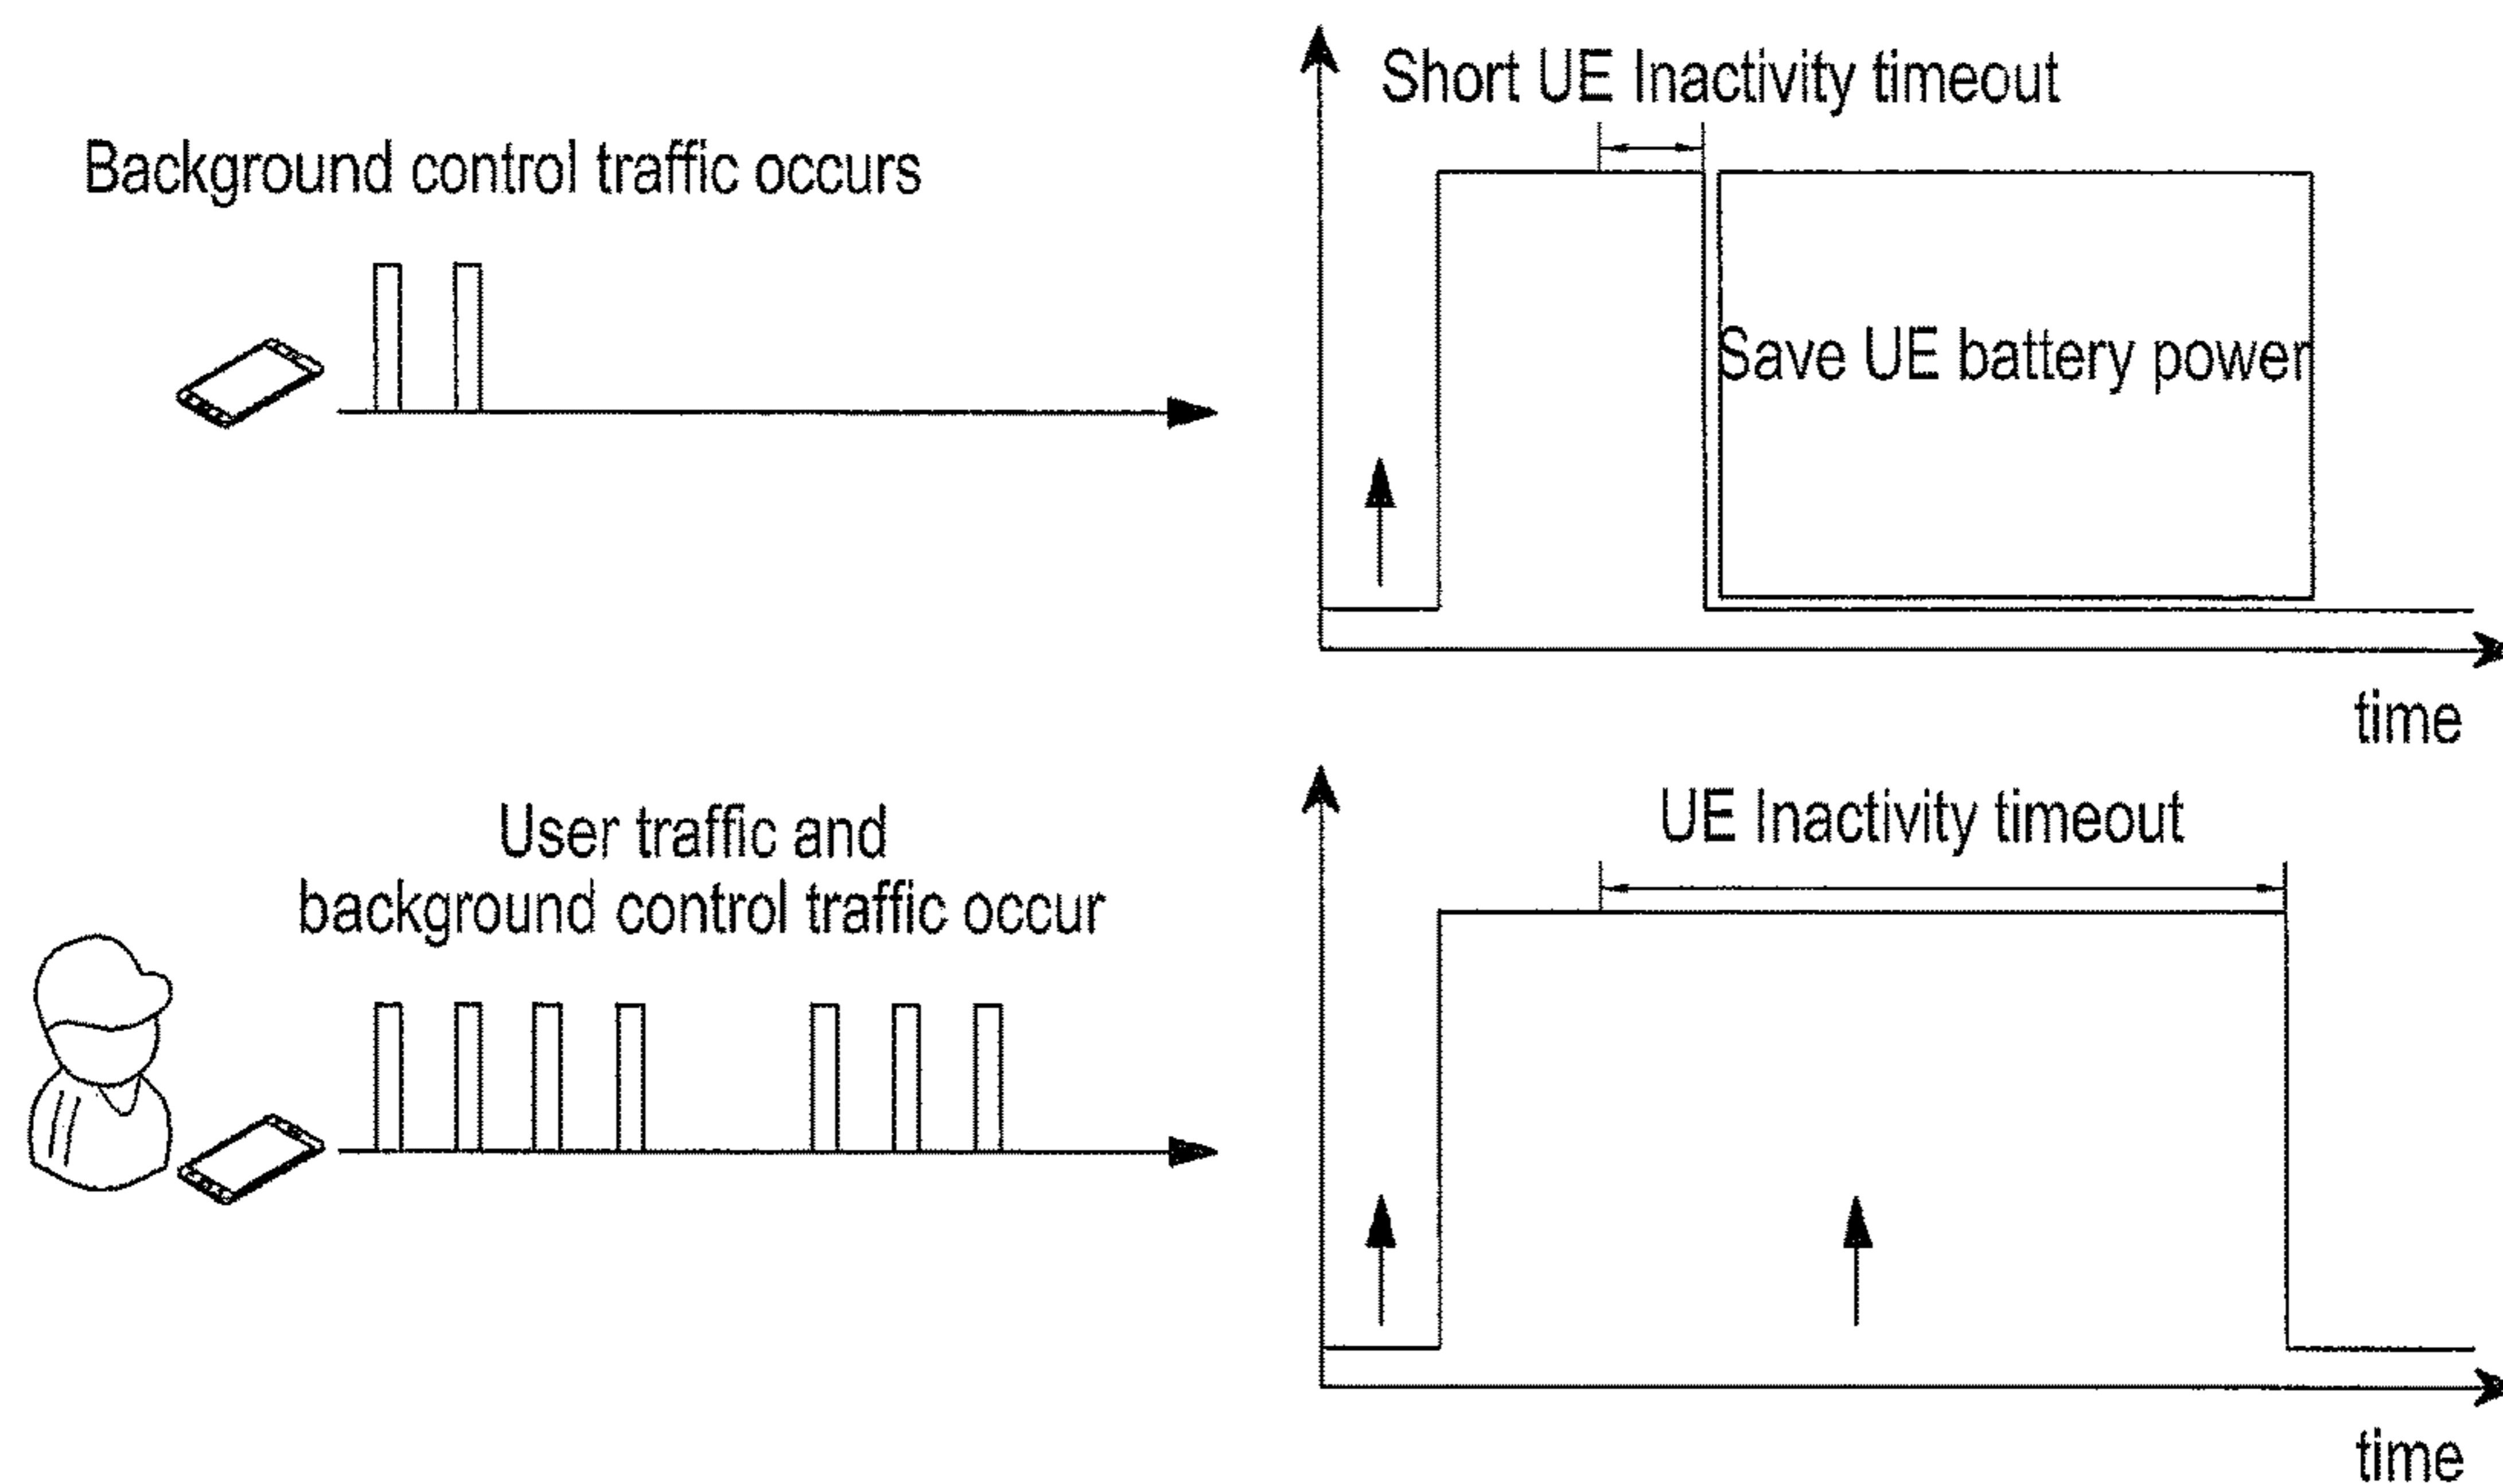 Short UE Inactivity timeout
Background control traffic occurs
Save UE battery power
time
UE Inactivity timeout
User traffic and
background control traffic occur
time